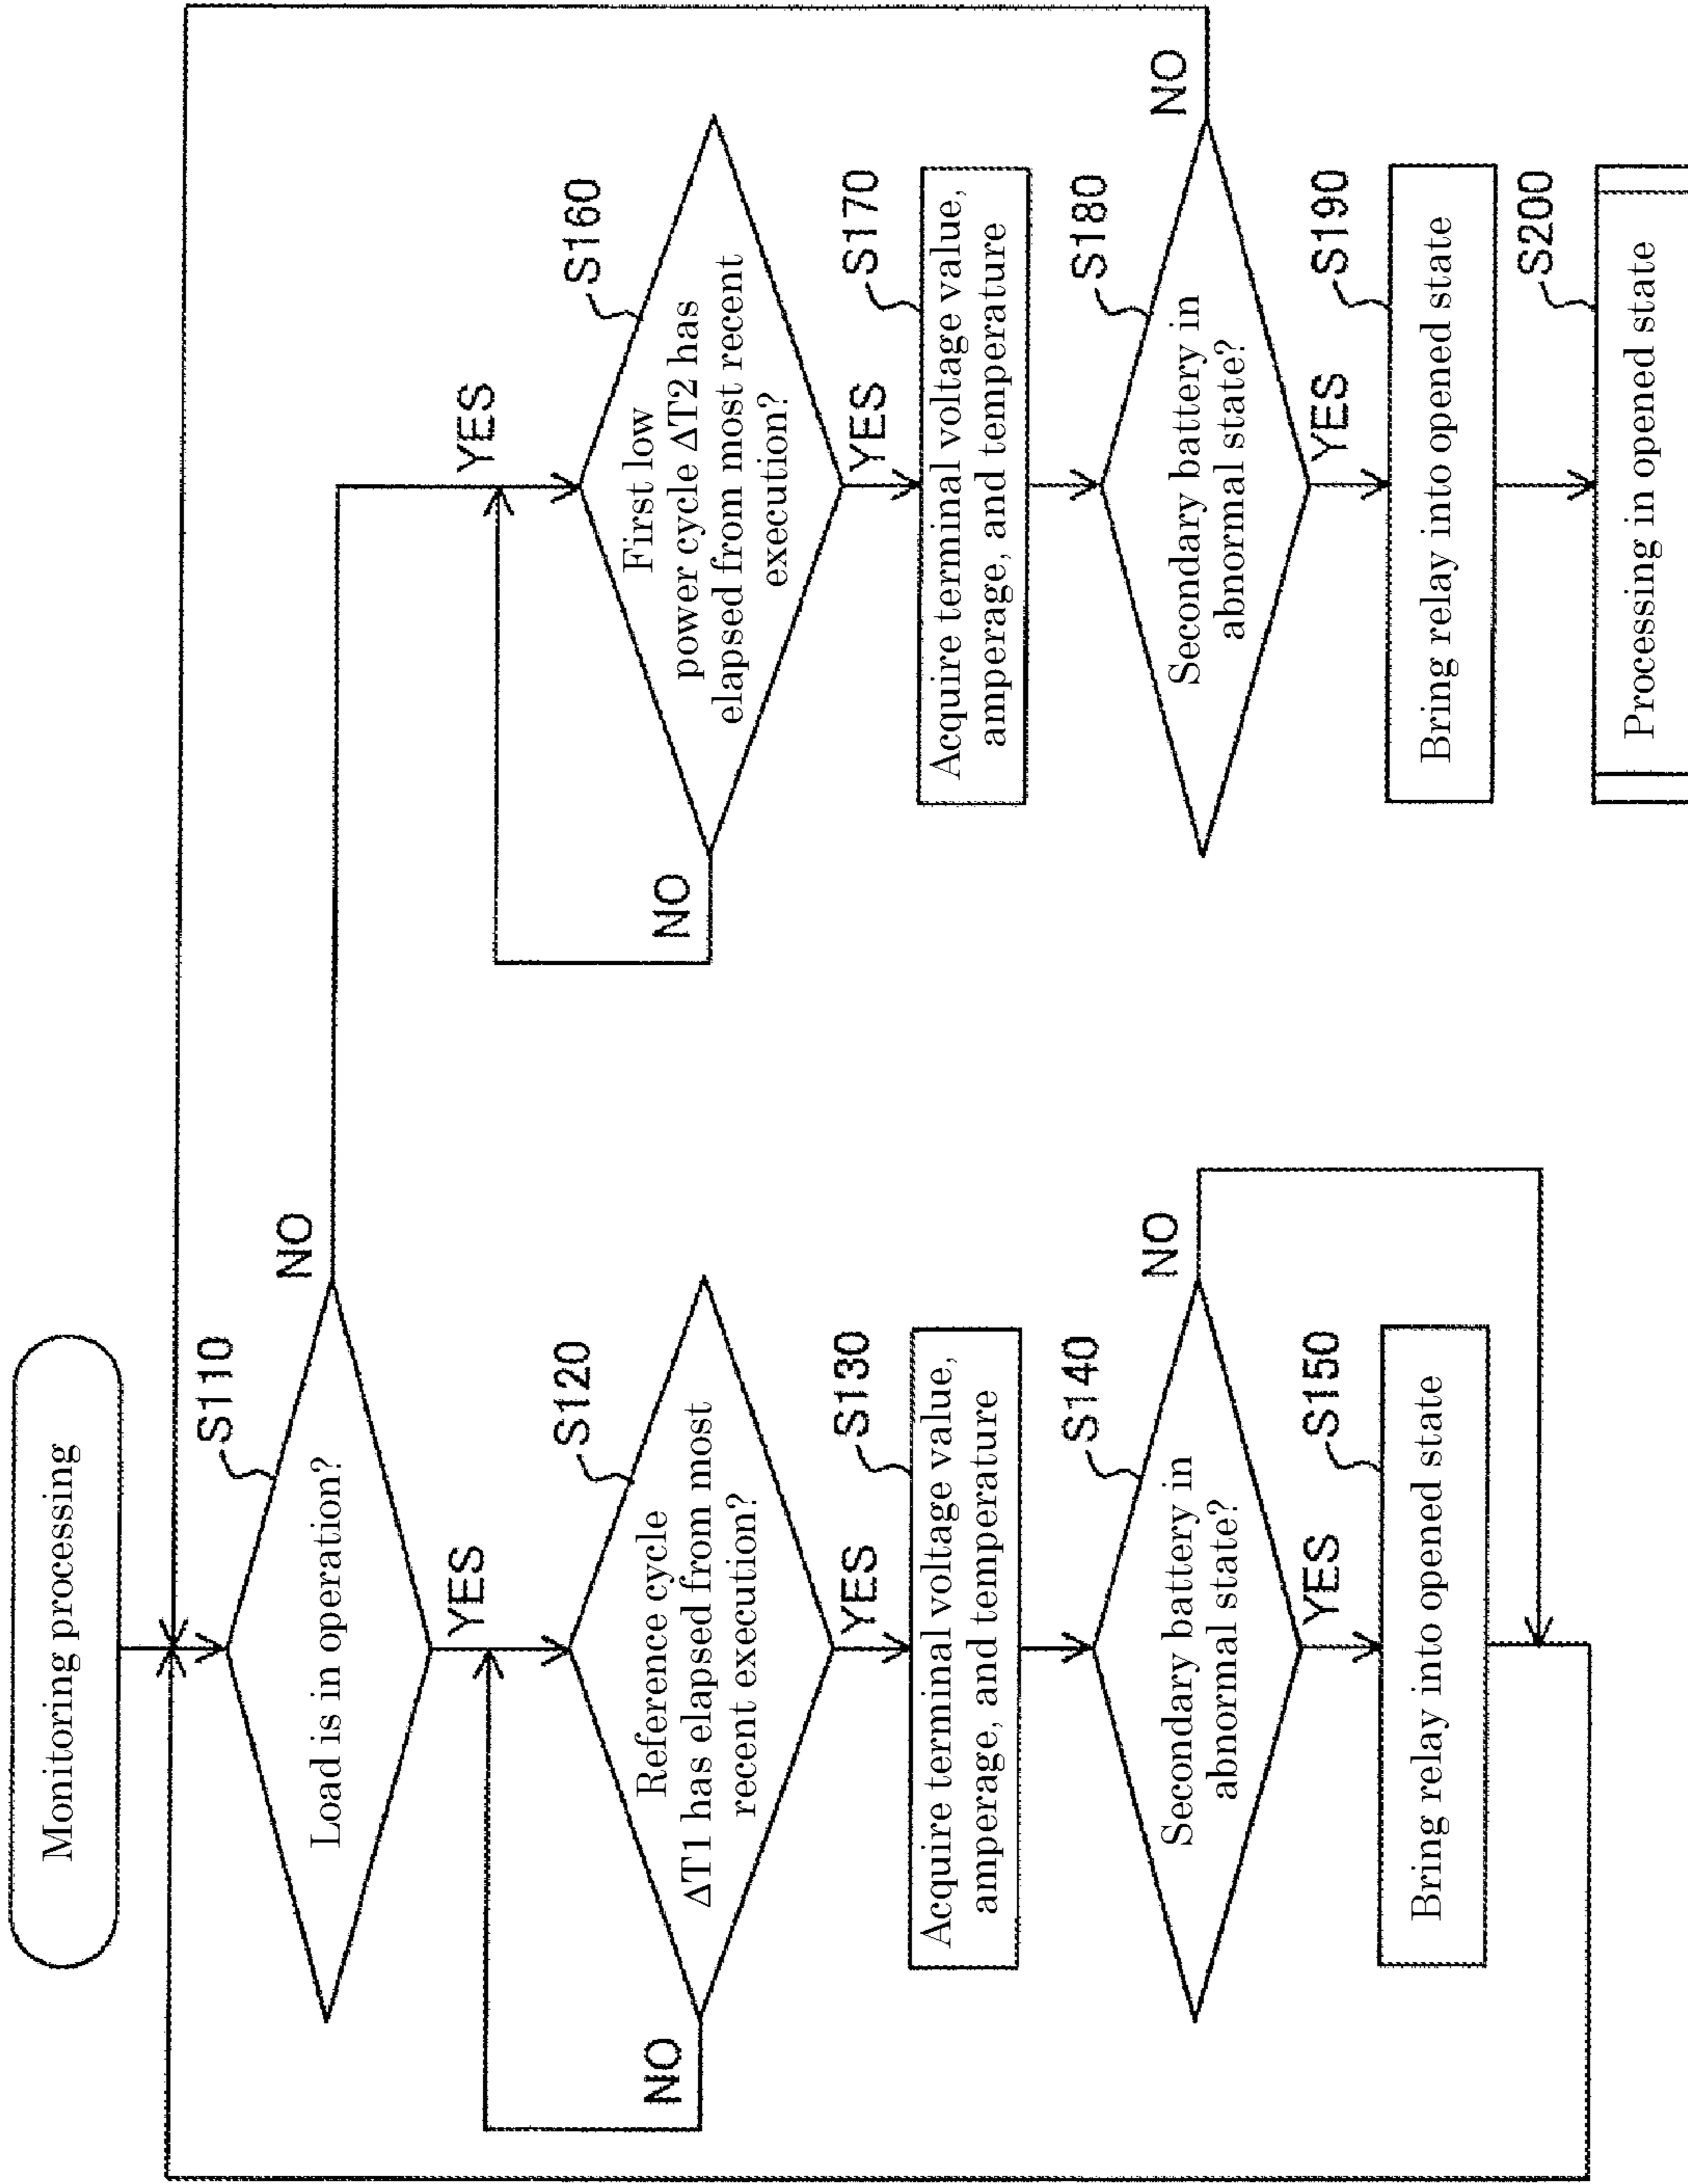 Monitoring processing
S110
Load is in operation?
NO
YES
S120
Reference cycle
ΔT1 has elapsed from most
recent execution?
NO
YES
S130
Acquire terminal voltage value,
amperage, and temperature
S140
Secondary battery in
abnormal state?
NO
YES
S150
Bring relay into opened state
YES
S160
First low
power cycle ΔT2 has
elapsed from most recent
execution?
NO
YES
S170
Acquire terminal voltage value,
amperage, and temperature
S180
Secondary battery in
abnormal state?
NO
YES
S190
Bring relay into opened state
S200
Processing in opened state